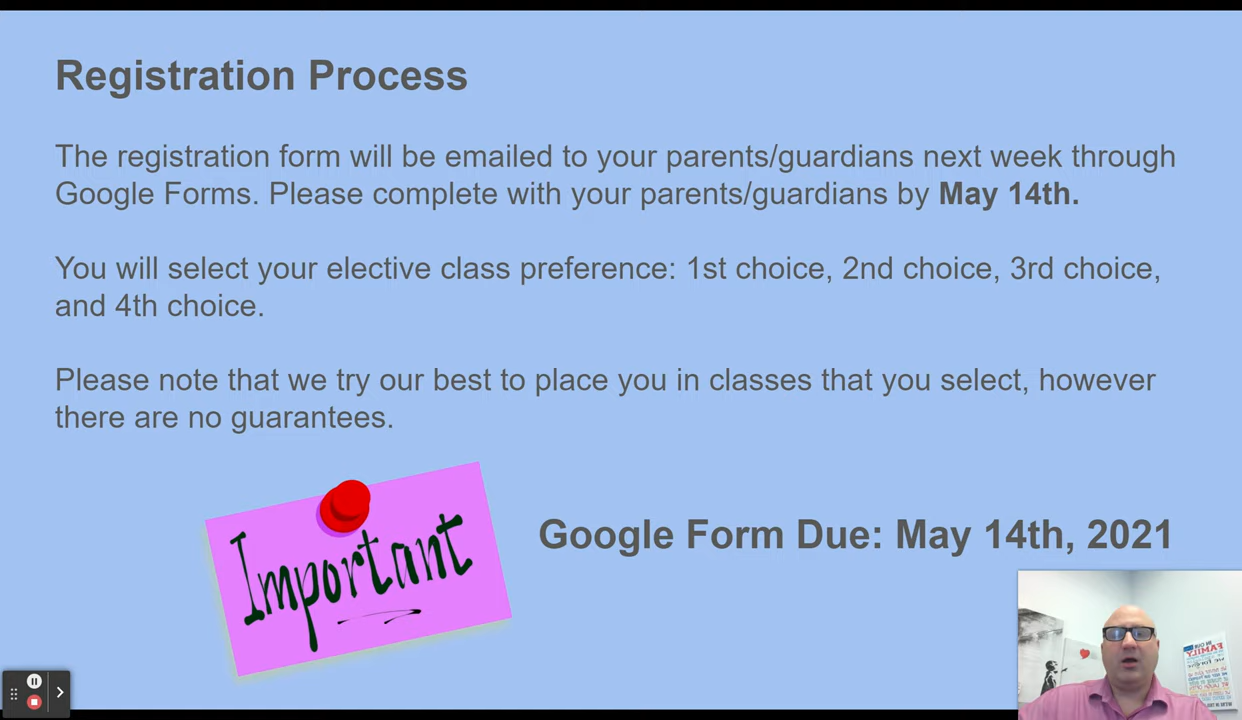 Registration Process
The registration form will be emailed to your parents/guardians next week through
Google Forms. Please complete with your parents/guardians by May 14th.
You will select your elective class preference: 1st choice, 2nd choice, 3rd choice,
and 4th choice.
Please note that we try our best to place you in classes that you select, however
there are no guarantees.
Important
Google Form Due: May 14th, 2021
IN OUR
FAMILY